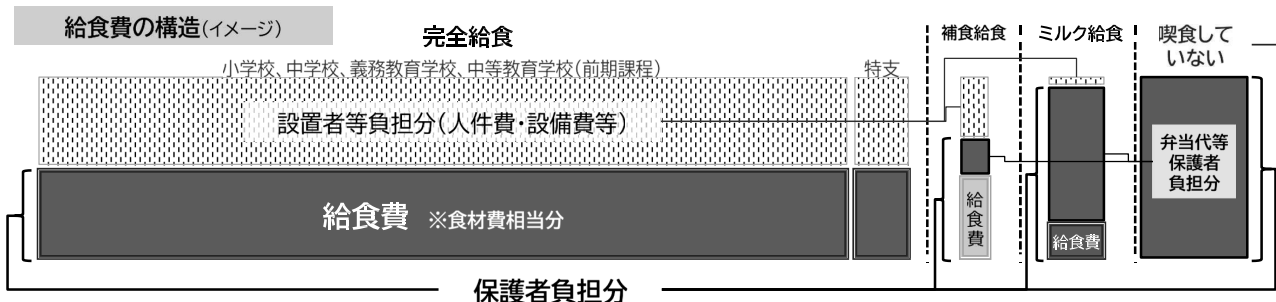 給食費の構造(イメージ)
完全給食
小学校、中学校、義務教育学校、中等教育学校(前期課程)
特支
補食給食
ミルク給食
喫食して
いない
設置者等負担分(人件費・設備費等)
弁当代等
保護者
負担分
給食費 ※食材費相当分
給食費
給食費
保護者負担分